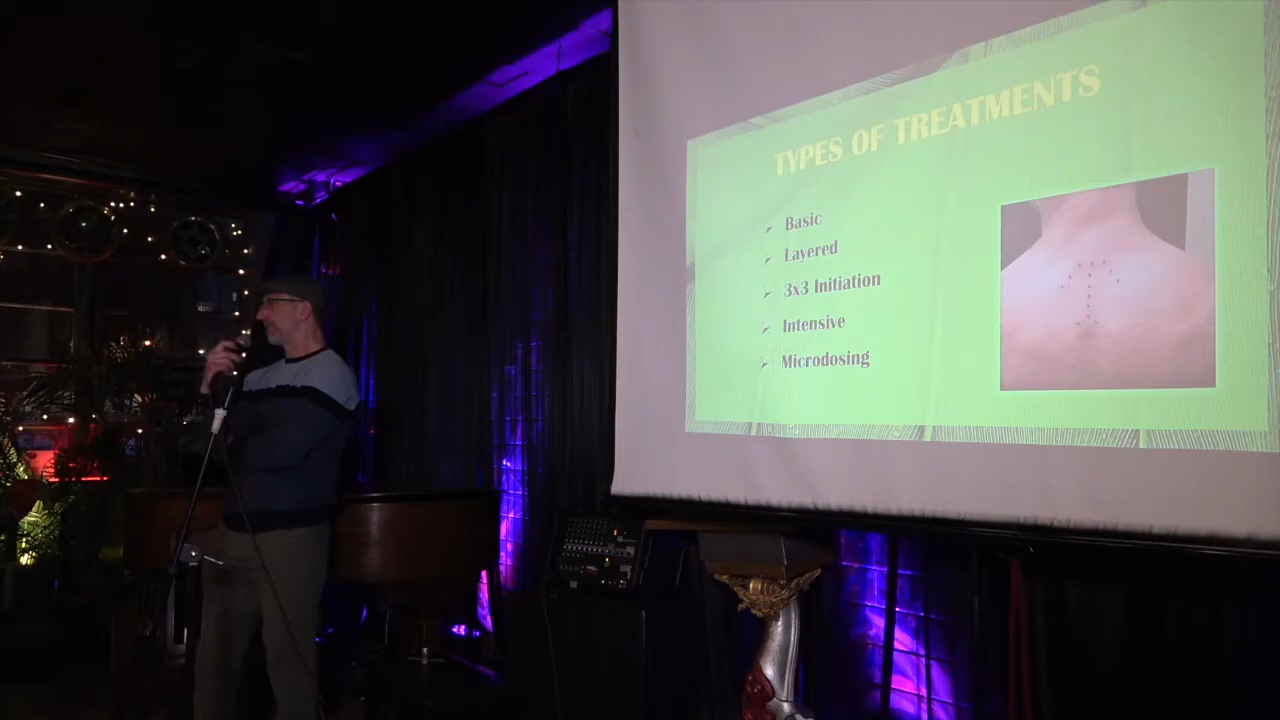 TYPES OF TREATMENTS
Basic
Layered
3x3 Initiation
Intensive
Microdosing